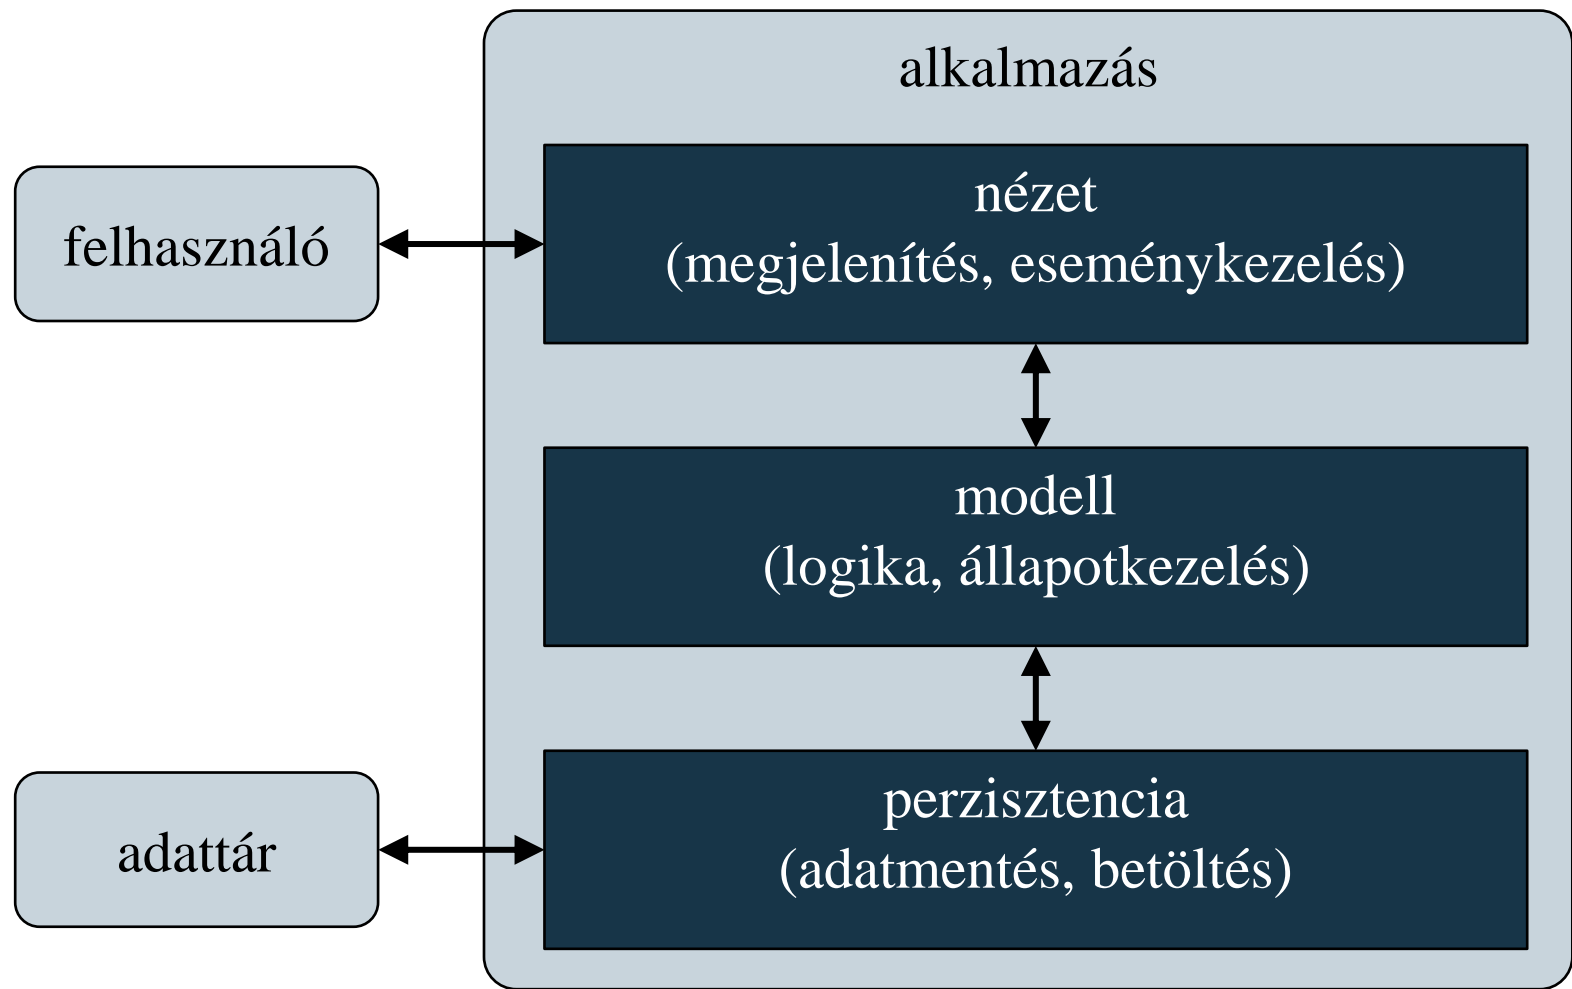 alkalmazás
felhasználó
nézet
(megjelenítés, eseménykezelés)
modell
(logika, állapotkezelés)
adattár
perzisztencia
(adatmentés, betöltés)